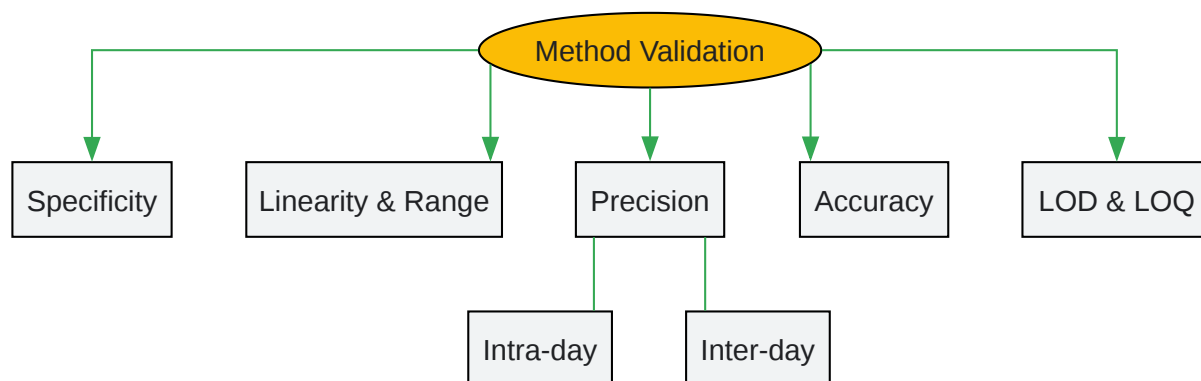 Method Validation
Specificity
Linearity & Range
Precision
Accuracy
LOD & LOQ
Intra-day
Inter-day